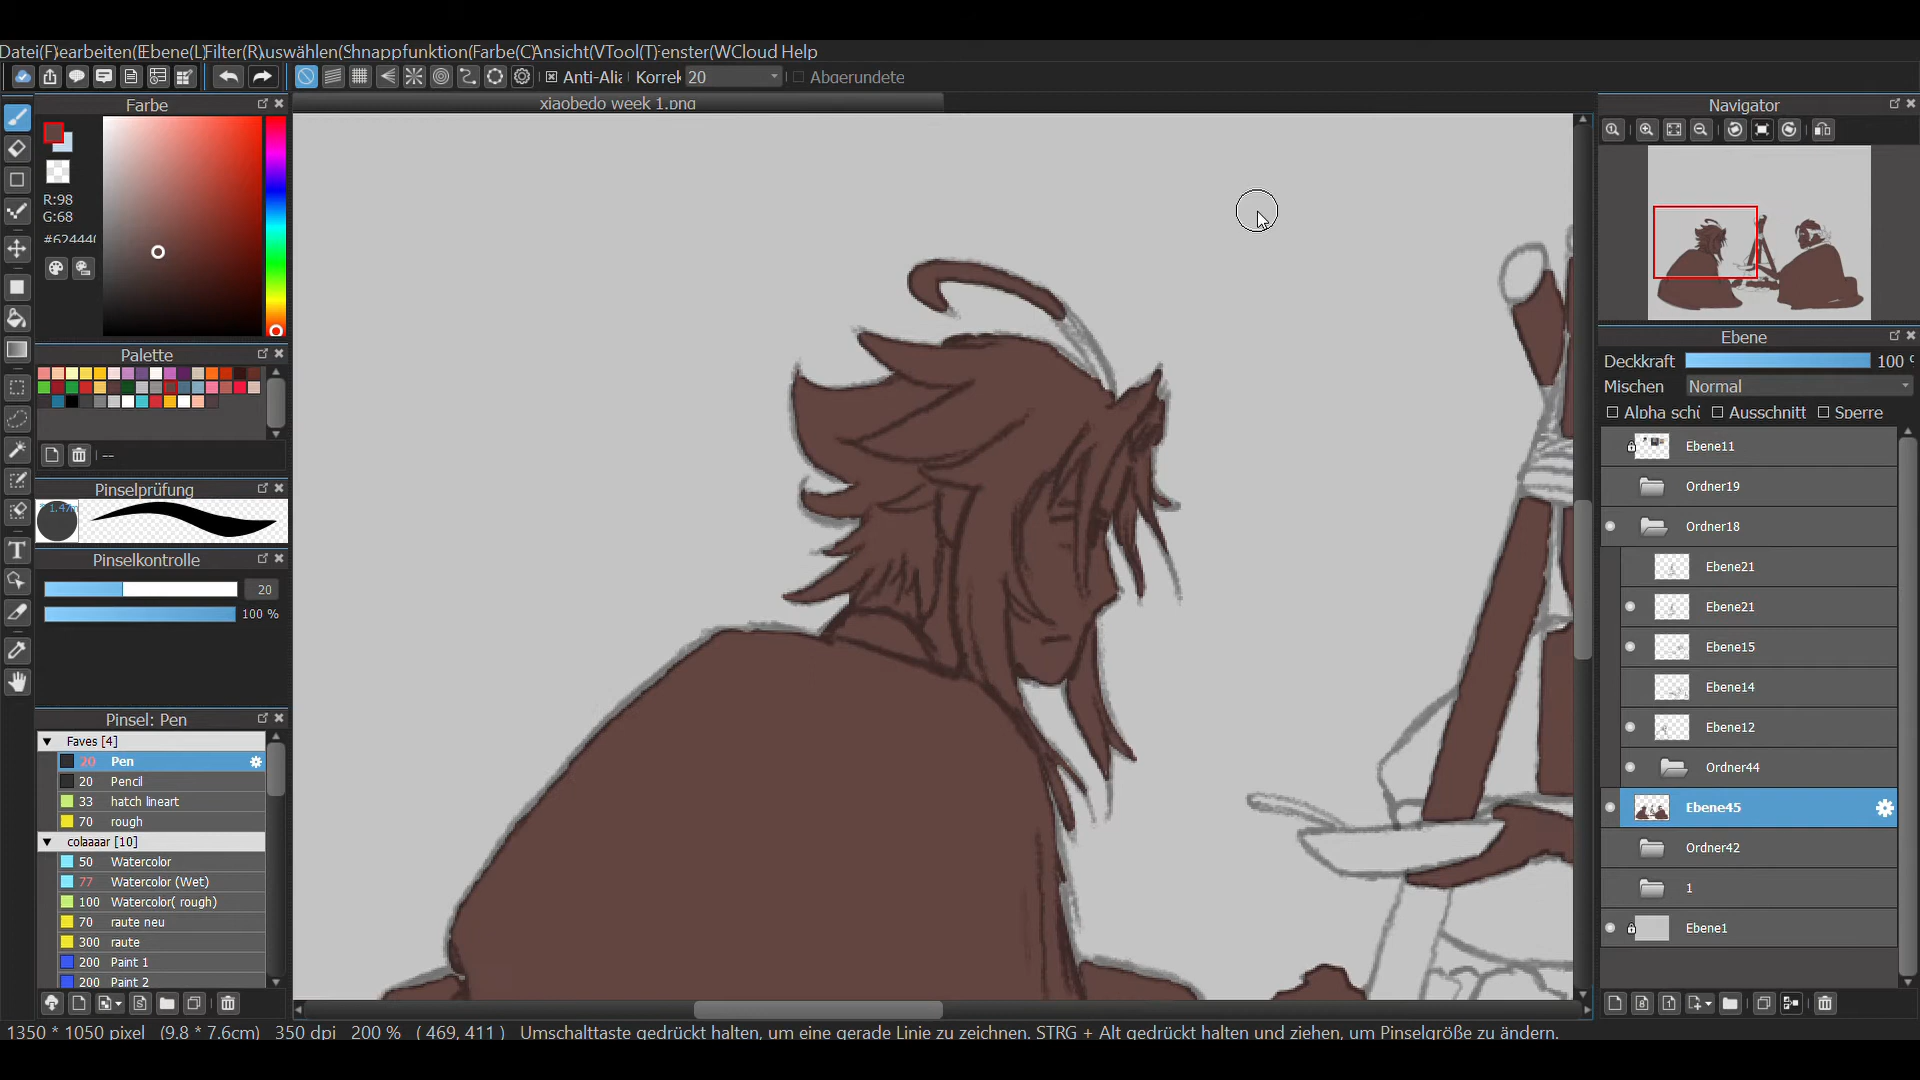 Datei(F)earbeiten(EEbene(L)Filter(R)uswählen(Shnappfunktion(Farbe(C)Ansicht(VTool(T)enster(WCloud Help
Anti-Alia Korrek 20 Abgerundete
xiaobedo week 1.png
Farbe
R:98
G:68
#62444
Palette
--
Pinselprüfung
1.47
Pinselkontrolle
20
100 %
Pinsel: Pen
Faves [4]
20 Pen
20 Pencil
33 hatch lineart
70 rough
colaaar [10]
50 Watercolor
77 Watercolor (Wet)
100 Watercolor( rough)
70 raute neu
300 raute
200 Paint 1
200 Paint 2
Navigator
Ebene
Deckkraft 100
Mischen Normal
Alpha schi Ausschnitt Sperre
Ebene11
Ordner19
Ordner18
Ebene21
Ebene21
Ebene15
Ebene14
Ebene12
Ordner44
Ebene45
Ordner42
1
Ebene1
1350 * 1050 pixel (9.8 * 7.6cm) 350 dpi 200 % ( 469, 411 ) Umschalttaste gedrückt halten, um eine gerade Linie zu zeichnen. STRG + Alt gedrückt halten und ziehen, um Pinselgröße zu ändern.